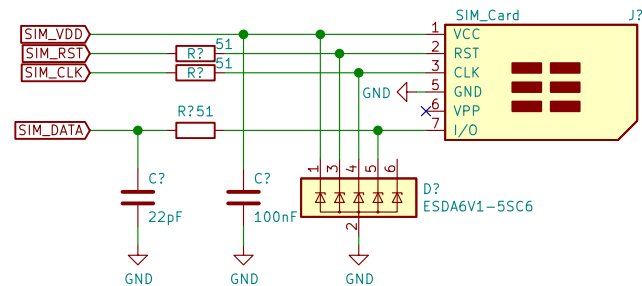 SIM_Card J?
SIM_VDD 1 VCC
SIM_RST R? 51 2 RST
SIM_CLK R? 51 3 CLK
GND 5 GND
6 VPP
SIM_DATA R?51 7 I/O
1 3 4 5 6
C? C? D?
22pF 100nF ESDA6V1-5SC6
2
GND GND GND